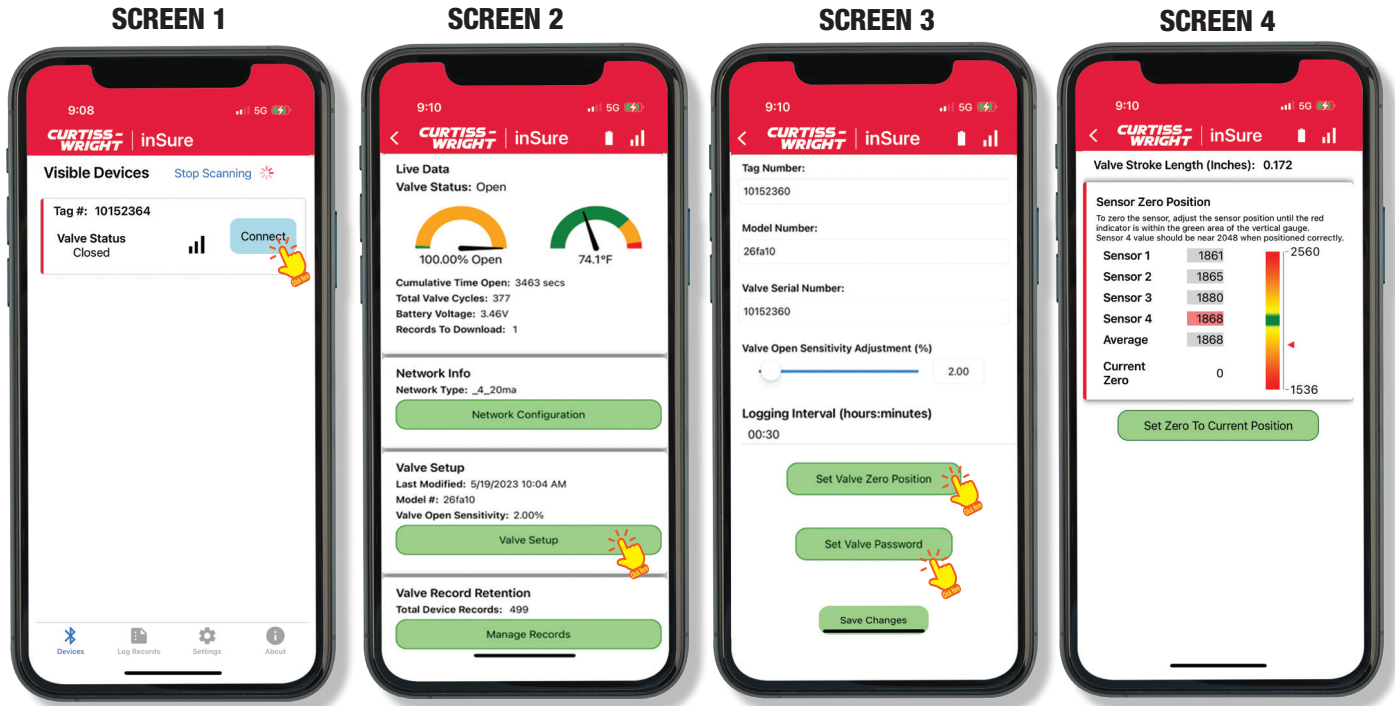 SCREEN 1
9:08
5G
CURTISS-
WRIGHT
inSure
Visible Devices
Stop Scanning
Tag #: 10152364
Valve Status
Closed
Connect
Click Here
Devices
Log Records
Settings
About
SCREEN 2
9:10
5G
CURTISS-
WRIGHT
inSure
Live Data
Valve Status: Open
100.00% Open
74.1°F
Cumulative Time Open: 3463 secs
Total Valve Cycles: 377
Battery Voltage: 3.46V
Records To Download: 1
Network Info
Network Type: _4_20ma
Network Configuration
Valve Setup
Last Modified: 5/19/2023 10:04 AM
Model #: 26fa10
Valve Open Sensitivity: 2.00%
Valve Setup
Click Here
Valve Record Retention
Total Device Records: 499
Manage Records
SCREEN 3
9:10
5G
CURTISS-
WRIGHT
inSure
Tag Number:
10152360
Model Number:
26fa10
Valve Serial Number:
10152360
Valve Open Sensitivity Adjustment (%)
2.00
Logging Interval (hours:minutes)
00:30
Set Valve Zero Position
Click Here
Set Valve Password
Click Here
Save Changes
SCREEN 4
9:10
5G
CURTISS-
WRIGHT
inSure
Valve Stroke Length (Inches): 0.172
Sensor Zero Position
To zero the sensor, adjust the sensor position until the red
indicator is within the green area of the vertical gauge.
Sensor 4 value should be near 2048 when positioned correctly.
Sensor 1 1861
2560
Sensor 2 1865
Sensor 3 1880
Sensor 4 1868
Average 1868
Current
Zero
0
1536
Set Zero To Current Position